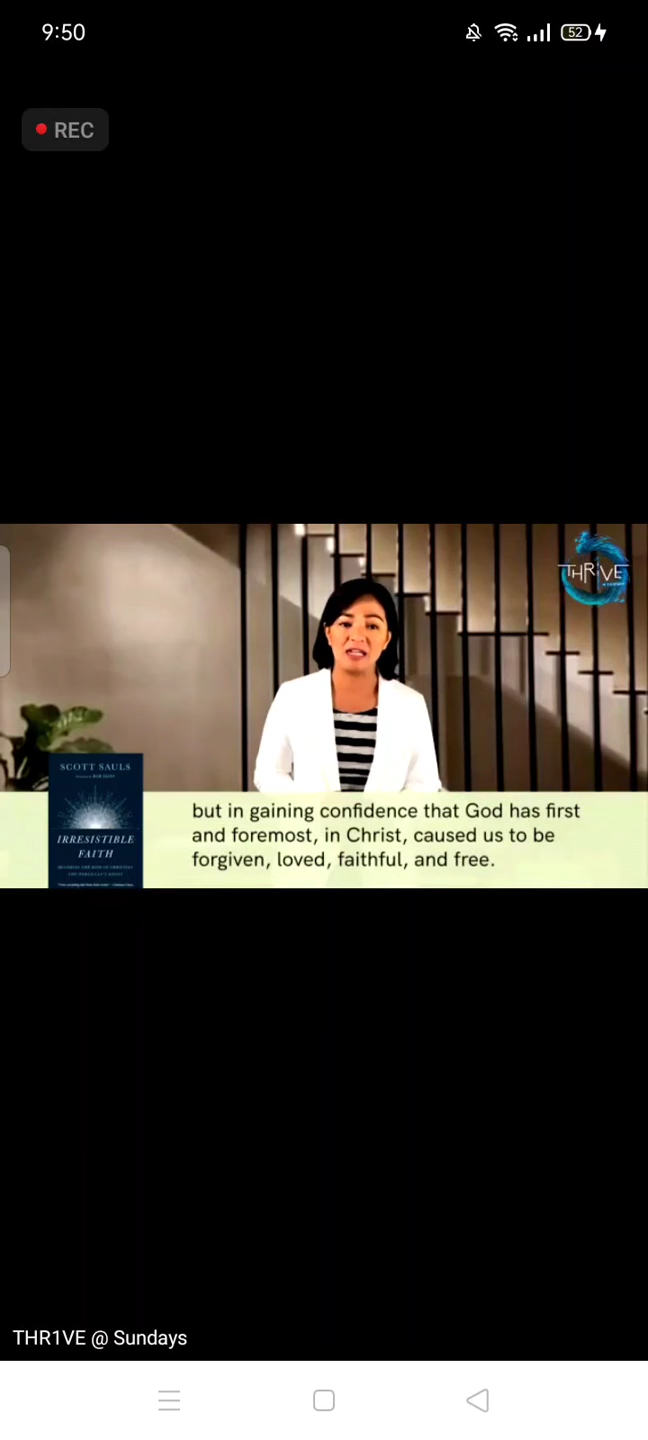 9:50
52
REC
THR1VE
SCOTT SAULS
IRRESISTIBLE
FAITH
but in gaining confidence that God has first
and foremost, in Christ, caused us to be
forgiven, loved, faithful, and free.
THR1VE @ Sundays